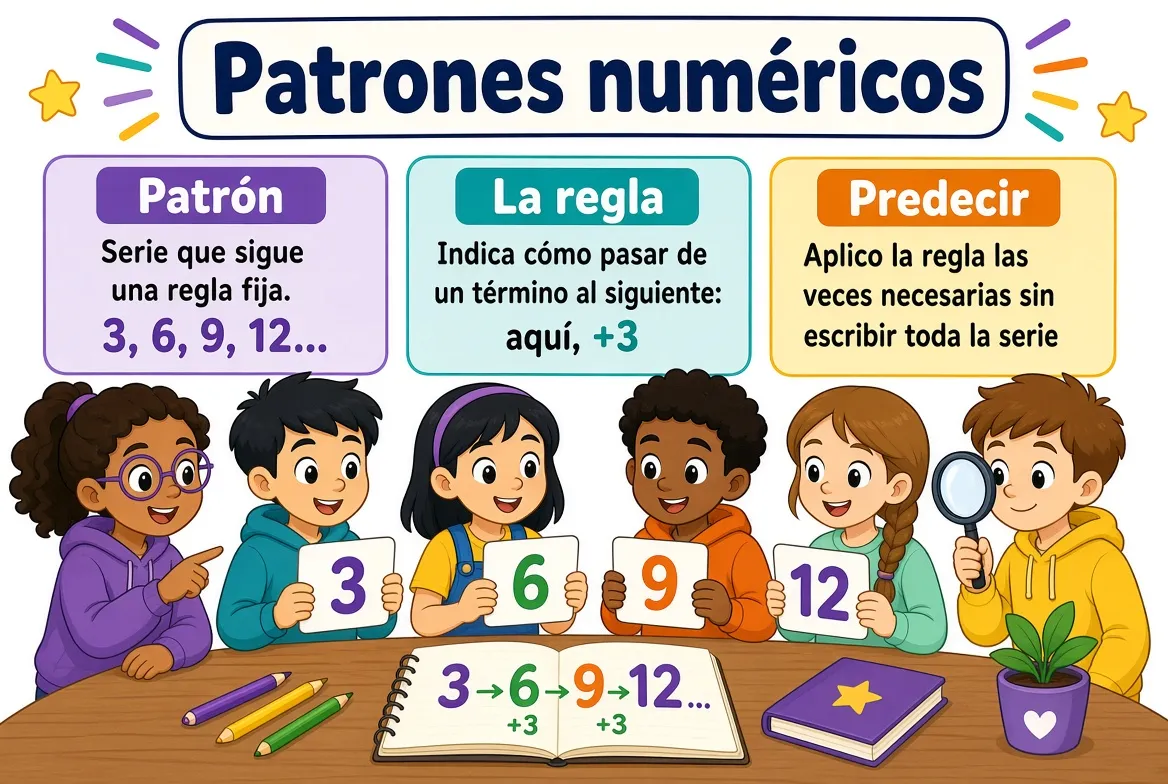 Patrones numéricos
Patrón
Serie que sigue
una regla fija.
3, 6, 9, 12...
La regla
Indica cómo pasar de
un término al siguiente:
aquí, +3
Predecir
Aplico la regla las
veces necesarias sin
escribir toda la serie
3
6
9
12
3→6→9→12...
+3 +3